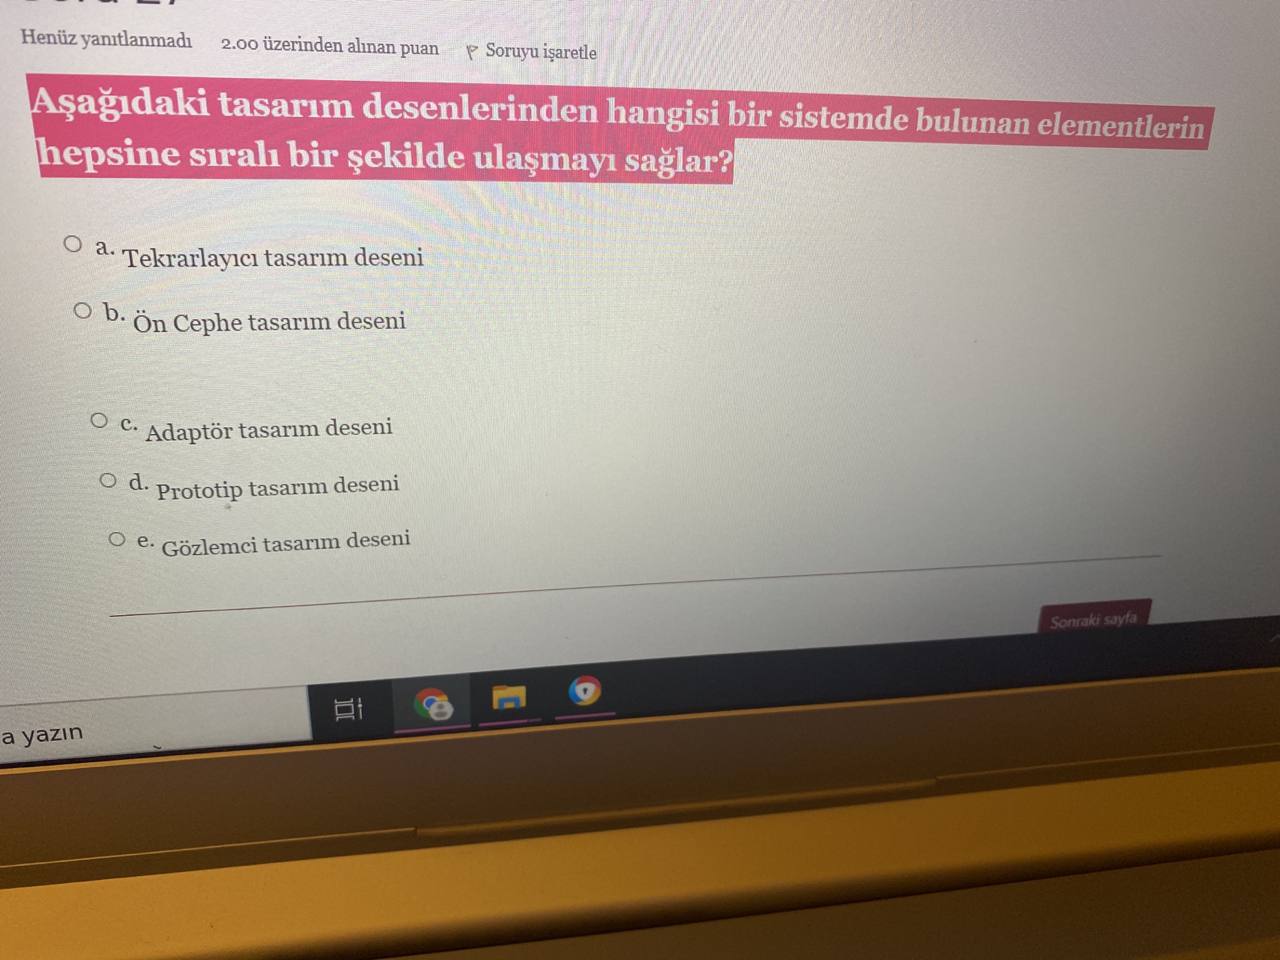 Henüz yanıtlanmadı 2.00 üzerinden alınan puan Soruyu işaretle
Aşağıdaki tasarım desenlerinden hangisi bir sistemde bulunan elementlerin
hepsine sıralı bir şekilde ulaşmayı sağlar?
a. Tekrarlayıcı tasarım deseni
b. Ön Cephe tasarım deseni
c. Adaptör tasarım deseni
d. Prototip tasarım deseni
e. Gözlemci tasarım deseni
Sonraki sayfa
a yazın